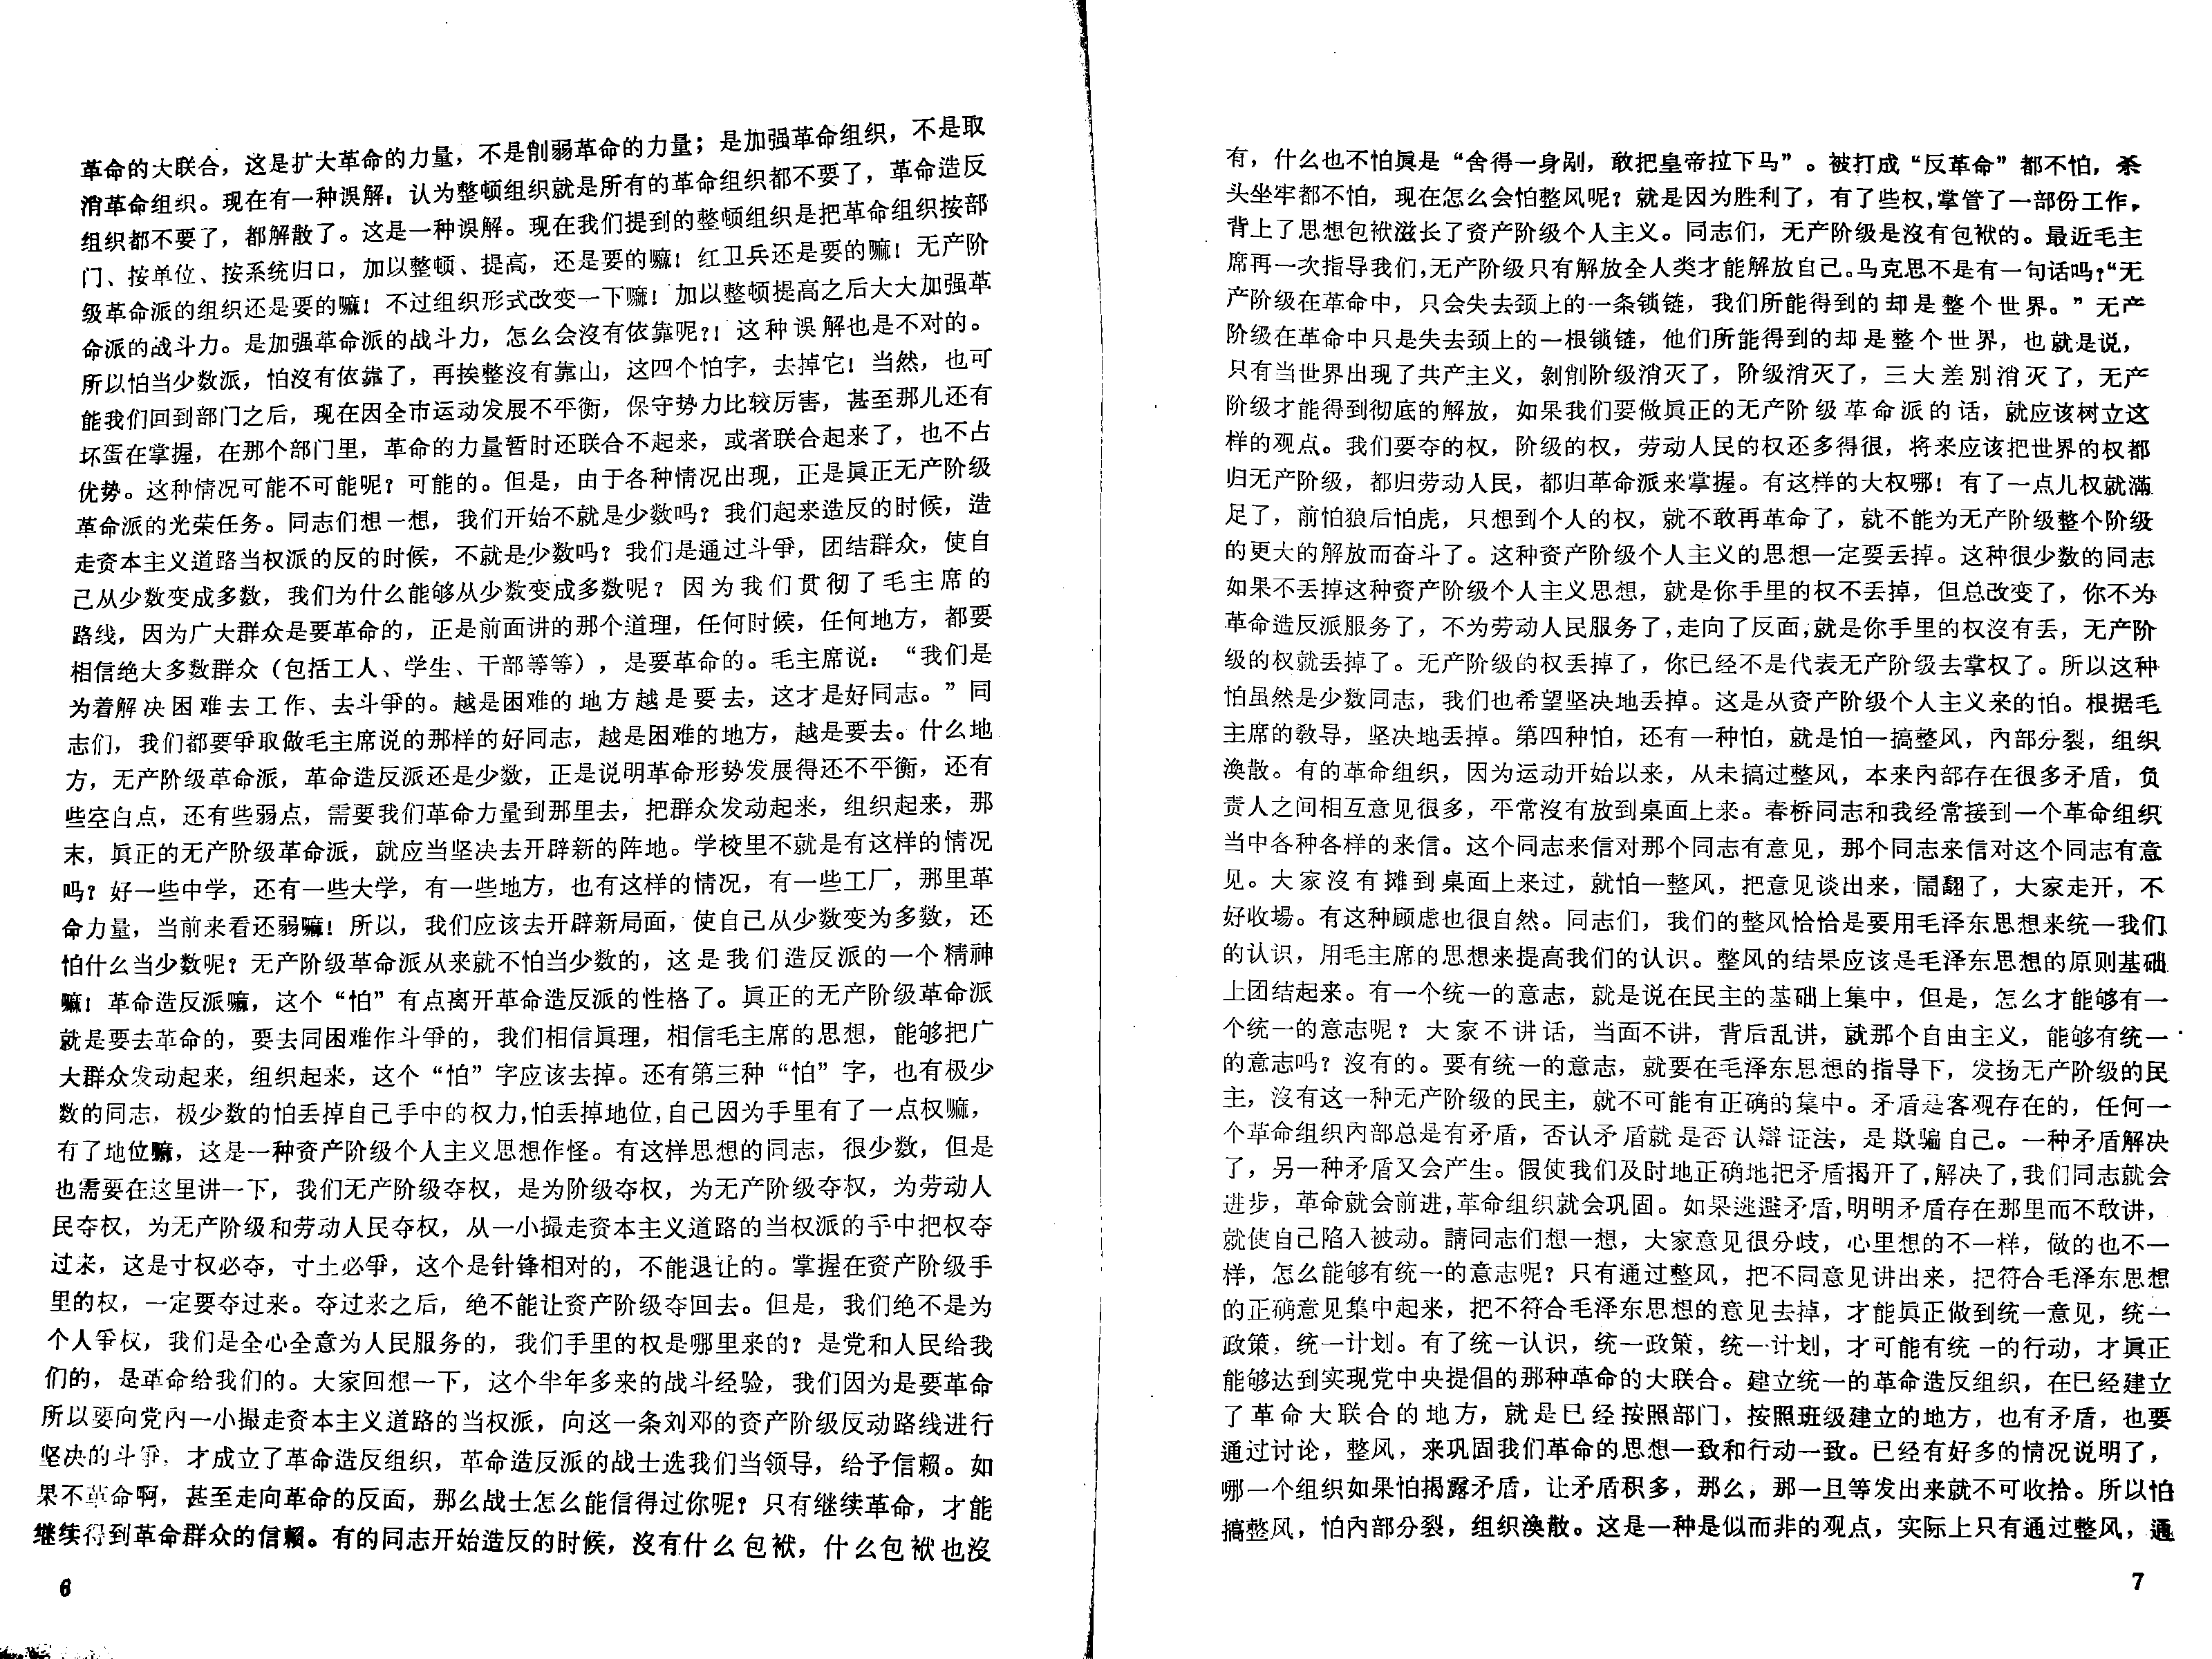 革命的大联合，这是扩大革命的力量，不是削弱革命的力量；是加强革命组织，不是取
消革命组织。现在有一种误解：认为整顿组织就是所有的革命组织都不要了，革命造反
组织都不要了，都解散了。这是一种误解。现在我们提到的整顿组织是把革命组织按部
门、按单位、按系统归口，加以整顿、提高，还是要的嘛！红卫兵还是要的嘛！无产阶
级革命派的组织还是要的嘛！不过组织形式改变一下嘛！加以整顿提高之后大大加强革
命派的战斗力。是加强革命派的战斗力，怎么会沒有依靠呢？！这种误解也是不对的。
所以怕当少数派，怕沒有依靠了，再挨整沒有靠山，这四个怕字，去掉它！当然，也可
能我们回到部门之后，现在因全市运动发展不平衡，保守势力比较厉害，甚至那儿还有
坏蛋在掌握，在那个部门里，革命的力量暂时还联合不起来，或者联合起来了，也不占
优势。这种情况可能不可能呢？可能的。但是，由于各种情况出现，正是眞正无产阶级
革命派的光荣任务。同志们想一想，我们开始不就是少数吗？我们起来造反的时候，造
走资本主义道路当权派的反的时候，不就是少数吗？我们是通过斗爭，团结群众，使自
己从少数变成多数，我们为什么能够从少数变成多数呢？因为我们贯彻了毛主席的
路线，因为广大群众是要革命的，正是前面讲的那个道理，任何时候，任何地方，都要
相信绝大多数群众（包括工人、学生、干部等等），是要革命的。毛主席说：“我们是
为着解决困难去工作、去斗爭的。越是困难的地方越是要去，这才是好同志。”同
志们，我们都要爭取做毛主席说的那样的好同志，越是困难的地方，越是要去。什么地
方，无产阶级革命派，革命造反派还是少数，正是说明革命形势发展得还不平衡，还有
些空白点，还有些弱点，需要我们革命力量到那里去，把群众发动起来，组织起来，那
末，眞正的无产阶级革命派，就应当坚决去开辟新的阵地。学校里不就是有这样的情况
吗？好一些中学，还有一些大学，有一些地方，也有这样的情况，有一些工厂，那里革
命力量，当前来看还弱嘛！所以，我们应该去开辟新局面，使自己从少数变为多数，还
怕什么当少数呢？无产阶级革命派从来就不怕当少数的，这是我们造反派的一个精神
嘛！革命造反派嘛，这个“怕”有点离开革命造反派的性格了。眞正的无产阶级革命派
就是要去革命的，要去同困难作斗爭的，我们相信眞理，相信毛主席的思想，能够把广
大群众发动起来，组织起来，这个“怕”字应该去掉。还有第三种“怕”字，也有极少
数的同志，极少数的怕丢掉自己手中的权力，怕丢掉地位，自己因为手里有了一点权嘛，
有了地位嘛，这是一种资产阶级个人主义思想作怪。有这样思想的同志，很少数，但是
也需要在这里讲一下，我们无产阶级夺权，是为阶级夺权，为无产阶级夺权，为劳动人
民夺权，为无产阶级和劳动人民夺权，从一小撮走资本主义道路的当权派的手中把权夺
过来，这是寸权必夺，寸土必爭，这个是针锋相对的，不能退让的。掌握在资产阶级手
里的权，一定要夺过来。夺过来之后，绝不能让资产阶级夺回去。但是，我们绝不是为
个人爭权，我们是全心全意为人民服务的，我们手里的权是哪里来的？是党和人民给我
们的，是革命给我们的。大家回想一下，这个半年多来的战斗经验，我们因为是要革命
所以要向党內一小撮走资本主义道路的当权派，向这一条刘邓的资产阶级反动路线进行
坚决的斗爭，才成立了革命造反组织，革命造反派的战士选我们当领导，给予信赖。如
果不革命啊，甚至走向革命的反面，那么战士怎么能信得过你呢？只有继续革命，才能
继续得到革命群众的信赖。有的同志开始造反的时候，沒有什么包袱，什么包袱也沒
6
有，什么也不怕眞是“舍得一身剐，敢把皇帝拉下马”。被打成“反革命”都不怕，杀
头坐牢都不怕，现在怎么会怕整风呢？就是因为胜利了，有了些权，掌管了一部份工作，
背上了思想包袱滋长了资产阶级个人主义。同志们，无产阶级是沒有包袱的。最近毛主
席再一次指导我们，无产阶级只有解放全人类才能解放自己。马克思不是有一句话吗？“无
产阶级在革命中，只会失去颈上的一条锁链，我们所能得到的却是整个世界。”无产
阶级在革命中只是失去颈上的一根锁链，他们所能得到的却是整个世界，也就是说，
只有当世界出现了共产主义，剝削阶级消灭了，阶级消灭了，三大差別消灭了，无产
阶级才能得到彻底的解放，如果我们要做眞正的无产阶级革命派的话，就应该树立这
样的观点。我们要夺的权，阶级的权，劳动人民的权还多得很，将来应该把世界的权都
归无产阶级，都归劳动人民，都归革命派来掌握。有这样的大权哪！有了一点儿权就滿
足了，前怕狼后怕虎，只想到个人的权，就不敢再革命了，就不能为无产阶级整个阶级
的更大的解放而奋斗了。这种资产阶级个人主义的思想一定要丢掉。这种很少数的同志
如果不丢掉这种资产阶级个人主义思想，就是你手里的权不丢掉，但总改变了，你不为
革命造反派服务了，不为劳动人民服务了，走向了反面，就是你手里的权沒有丢，无产阶
级的权就丢掉了。无产阶级的权丢掉了，你已经不是代表无产阶级去掌权了。所以这种
怕虽然是少数同志，我们也希望坚决地丢掉。这是从资产阶级个人主义来的怕。根据毛
主席的敎导，坚决地丢掉。第四种怕，还有一种怕，就是怕一搞整风，內部分裂，组织
渙散。有的革命组织，因为运动开始以来，从未搞过整风，本来內部存在很多矛盾，负
责人之间相互意见很多，平常沒有放到桌面上来。春桥同志和我经常接到一个革命组织
当中各种各样的来信。这个同志来信对那个同志有意见，那个同志来信对这个同志有意
见。大家沒有摊到桌面上来过，就怕一整风，把意见谈出来，闹翻了，大家走开，不
好收場。有这种顾虑也很自然。同志们，我们的整风恰恰是要用毛泽东思想来统一我们
的认识，用毛主席的思想来提高我们的认识。整风的结果应该是毛泽东思想的原则基础
上团结起来。有一个统一的意志，就是说在民主的基础上集中，但是，怎么才能够有一
个统一的意志呢？大家不讲话，当面不讲，背后乱讲，就那个自由主义，能够有统一
的意志吗？沒有的。要有统一的意志，就要在毛泽东思想的指导下，发扬无产阶级的民
主，沒有这一种无产阶级的民主，就不可能有正确的集中。矛盾是客观存在的，任何一
个革命组织內部总是有矛盾，否认矛盾就是否认辯证法，是欺骗自己。一种矛盾解决
了，另一种矛盾又会产生。假使我们及时地正确地把矛盾揭开了，解决了，我们同志就会
进步，革命就会前进，革命组织就会巩固。如果逃避矛盾，明明矛盾存在那里而不敢讲，
就使自己陷入被动。請同志们想一想，大家意见很分歧，心里想的不一样，做的也不一
样，怎么能够有统一的意志呢？只有通过整风，把不同意见讲出来，把符合毛泽东思想
的正确意见集中起来，把不符合毛泽东思想的意见去掉，才能眞正做到统一意见，统一
政策，统一计划。有了统一认识，统一政策，统一计划，才可能有统一的行动，才眞正
能够达到实现党中央提倡的那种革命的大联合。建立统一的革命造反组织，在已经建立
了革命大联合的地方，就是已经按照部门，按照班级建立的地方，也有矛盾，也要
通过讨论，整风，来巩固我们革命的思想一致和行动一致。已经有好多的情况说明了，
哪一个组织如果怕揭露矛盾，让矛盾积多，那么，那一旦等发出来就不可收拾。所以怕
搞整风，怕內部分裂，组织渙散。这是一种是似而非的观点，实际上只有通过整风，通
7